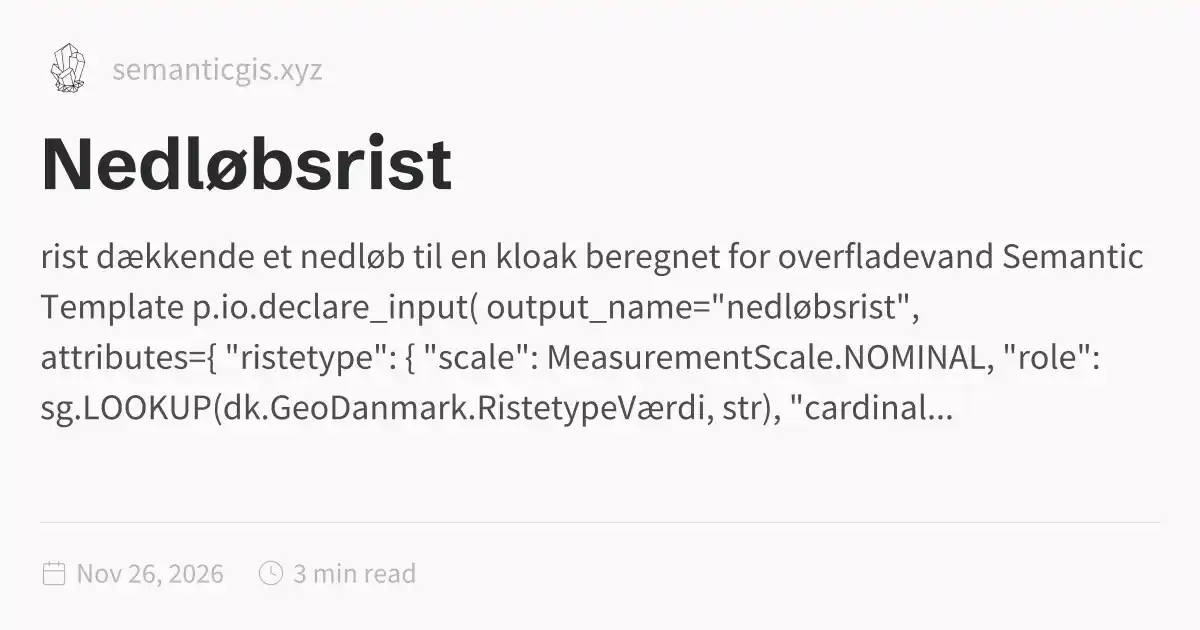 semanticgis.xyz
Nedløbsrist
rist dækkende et nedløb til en kloak beregnet for overfladevand Semantic
Template p.io.declare_input( output_name="nedløbsrist",
attributes={ "ristetype": { "scale": MeasurementScale.NOMINAL, "role":
sg.LOOKUP(dk.GeoDanmark.RistetypeVærdi, str), "cardinal...
Nov 26, 2026 3 min read